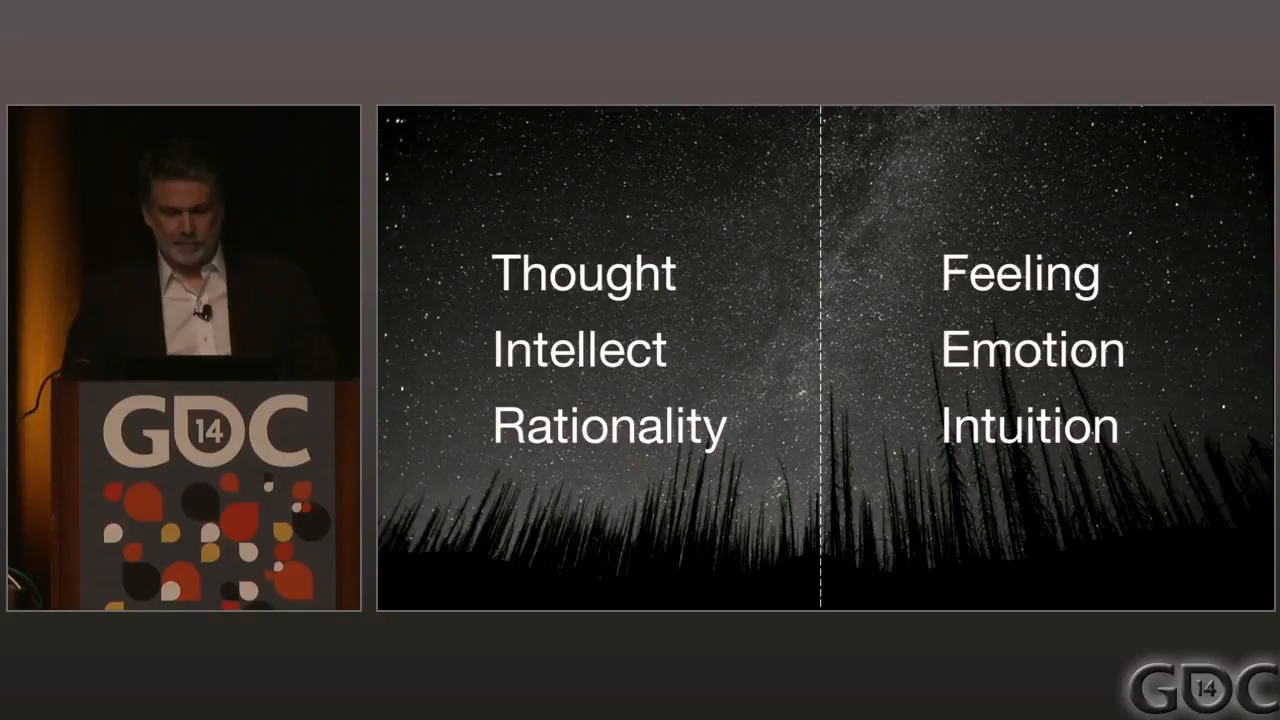 GDC
14
Thought
Intellect
Rationality
Feeling
Emotion
Intuition
GDC
14